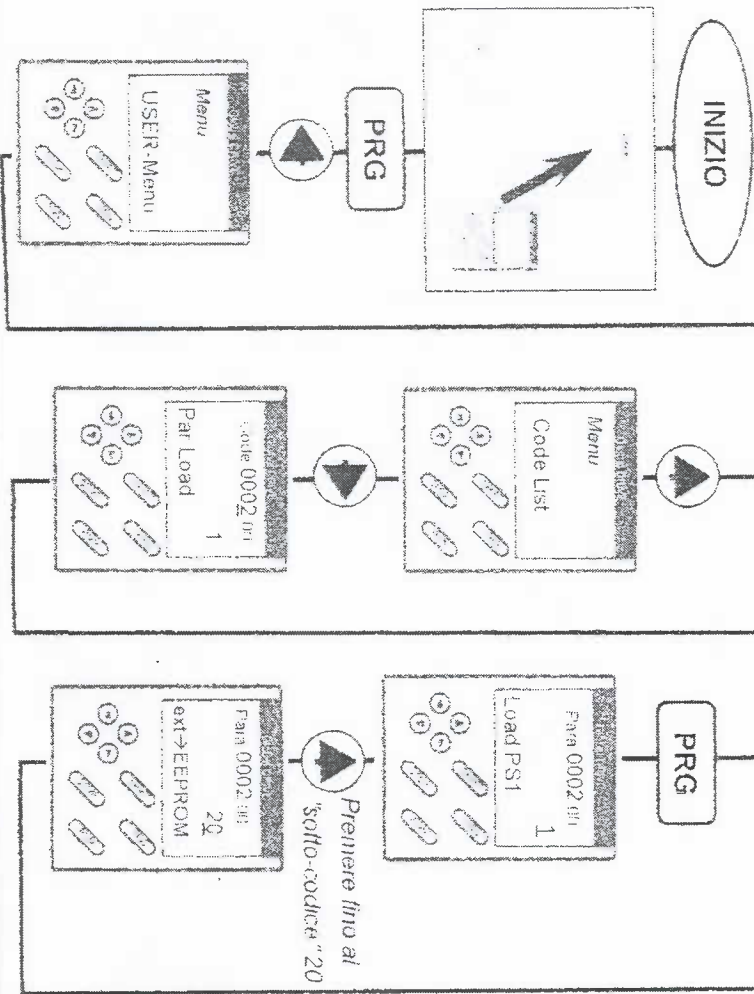 INIZIO
PRG
Menu
USER-Menu
Menu
Code List
Code 0002
1
Par Load
PRG
Para 0002
1
Load PS1
Premere fino al
"sotto-codice" 20
Para 0002
20
ext→EEPROM